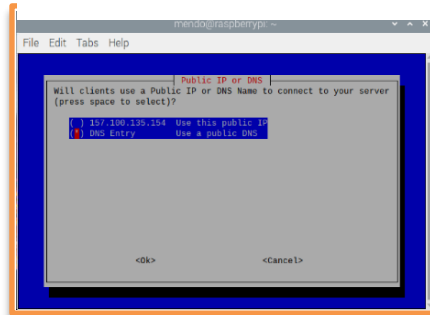 mendo@raspberrypi: ~
File Edit Tabs Help
Public IP or DNS
Will clients use a Public IP or DNS Name to connect to your server
(press space to select)?
( ) 157.100.135.154 Use this public IP
(*) DNS Entry Use a public DNS
<Ok> <Cancel>